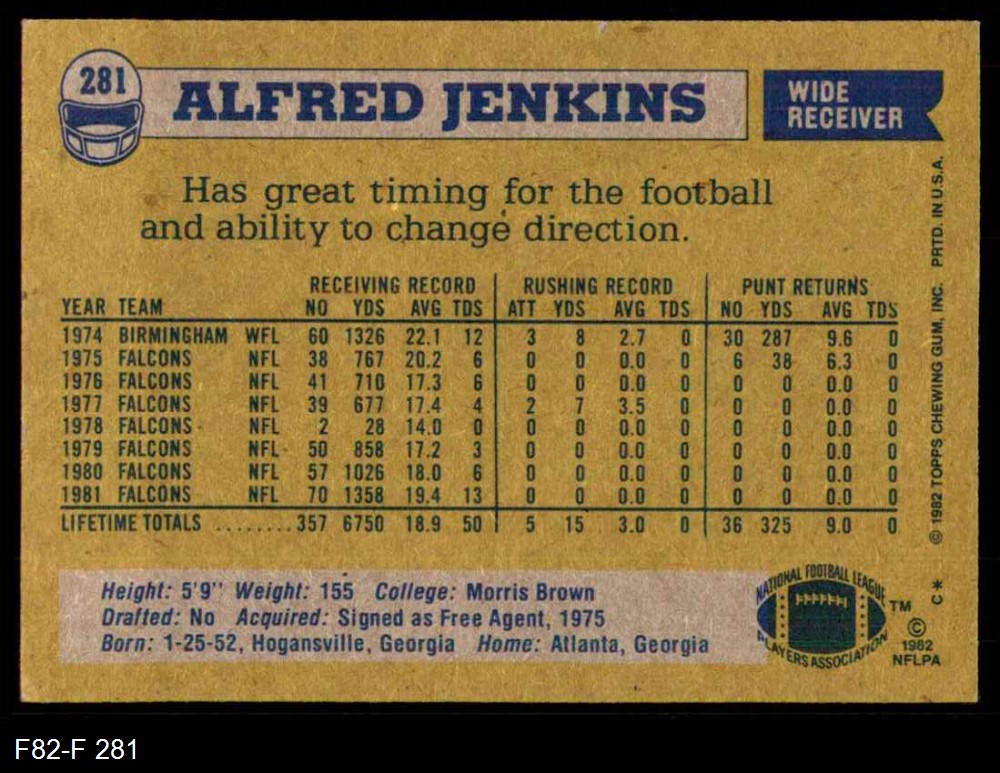 281 ALFRED JENKINS WIDE RECEIVER
Has great timing for the football
and ability to change direction.
RECEIVING RECORD RUSHING RECORD PUNT RETURNS
YEAR TEAM NO YDS AVG TDS ATT YDS AVG TDS NO YDS AVG TDS
1974 BIRMINGHAM WFL 60 1326 22.1 12 3 8 2.7 0 30 287 9.6 0
1975 FALCONS NFL 38 767 20.2 6 0 0 0.0 0 6 38 6.3 0
1976 FALCONS NFL 41 710 17.3 6 0 0 0.0 0 0 0 0.0 0
1977 FALCONS NFL 39 677 17.4 4 2 7 3.5 0 0 0 0.0 0
1978 FALCONS NFL 2 28 14.0 0 0 0 0.0 0 0 0 0.0 0
1979 FALCONS NFL 50 858 17.2 3 0 0 0.0 0 0 0 0.0 0
1980 FALCONS NFL 57 1026 18.0 6 0 0 0.0 0 0 0 0.0 0
1981 FALCONS NFL 70 1358 19.4 13 0 0 0.0 0 0 0 0.0 0
LIFETIME TOTALS ........357 6750 18.9 50 5 15 3.0 0 36 325 9.0 0
Height: 5'9" Weight: 155 College: Morris Brown
Drafted: No Acquired: Signed as Free Agent, 1975
Born: 1-25-52, Hogansville, Georgia Home: Atlanta, Georgia
NATIONAL FOOTBALL LEAGUE
PLAYERS ASSOCIATION
TM
©
1982
NFLPA
C * © 1982 TOPPS CHEWING GUM, INC. PRTD. IN U.S.A.
F82-F 281